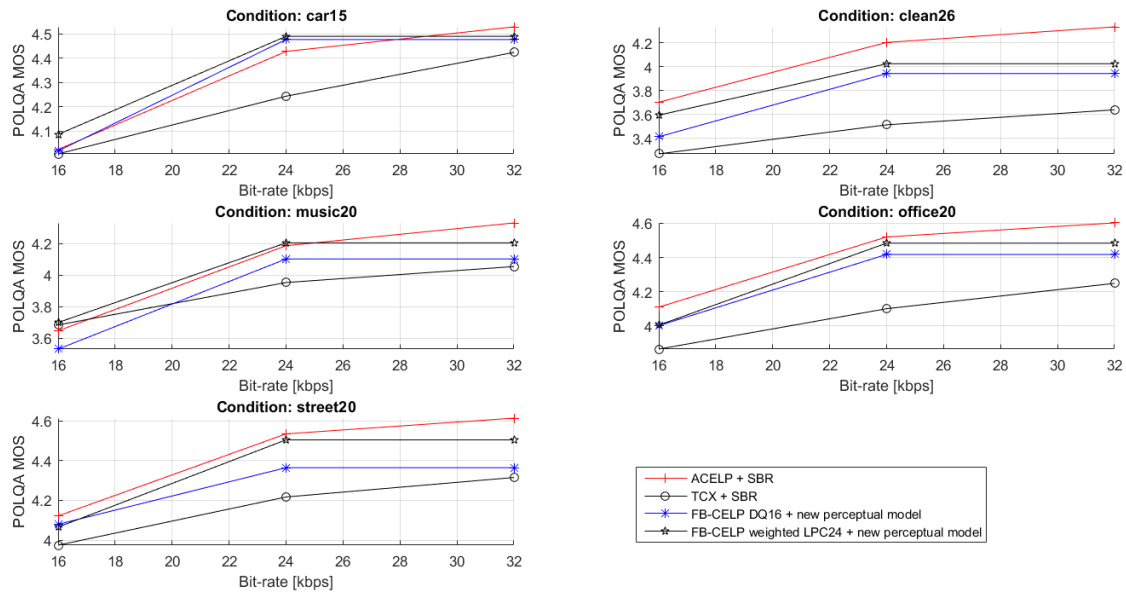 Condition: car15
POLQA MOS
4.5
4.4
4.3
4.2
4.1
16 18 20 22 24 26 28 30 32
Bit-rate [kbps]
Condition: clean26
POLQA MOS
4.2
4
3.8
3.6
3.4
16 18 20 22 24 26 28 30 32
Bit-rate [kbps]
Condition: music20
POLQA MOS
4.2
4
3.8
3.6
16 18 20 22 24 26 28 30 32
Bit-rate [kbps]
Condition: office20
POLQA MOS
4.6
4.4
4.2
4
16 18 20 22 24 26 28 30 32
Bit-rate [kbps]
Condition: street20
POLQA MOS
4.6
4.4
4.2
4
16 18 20 22 24 26 28 30 32
Bit-rate [kbps]
ACELP + SBR
TCX + SBR
FB-CELP DQ16 + new perceptual model
FB-CELP weighted LPC24 + new perceptual model